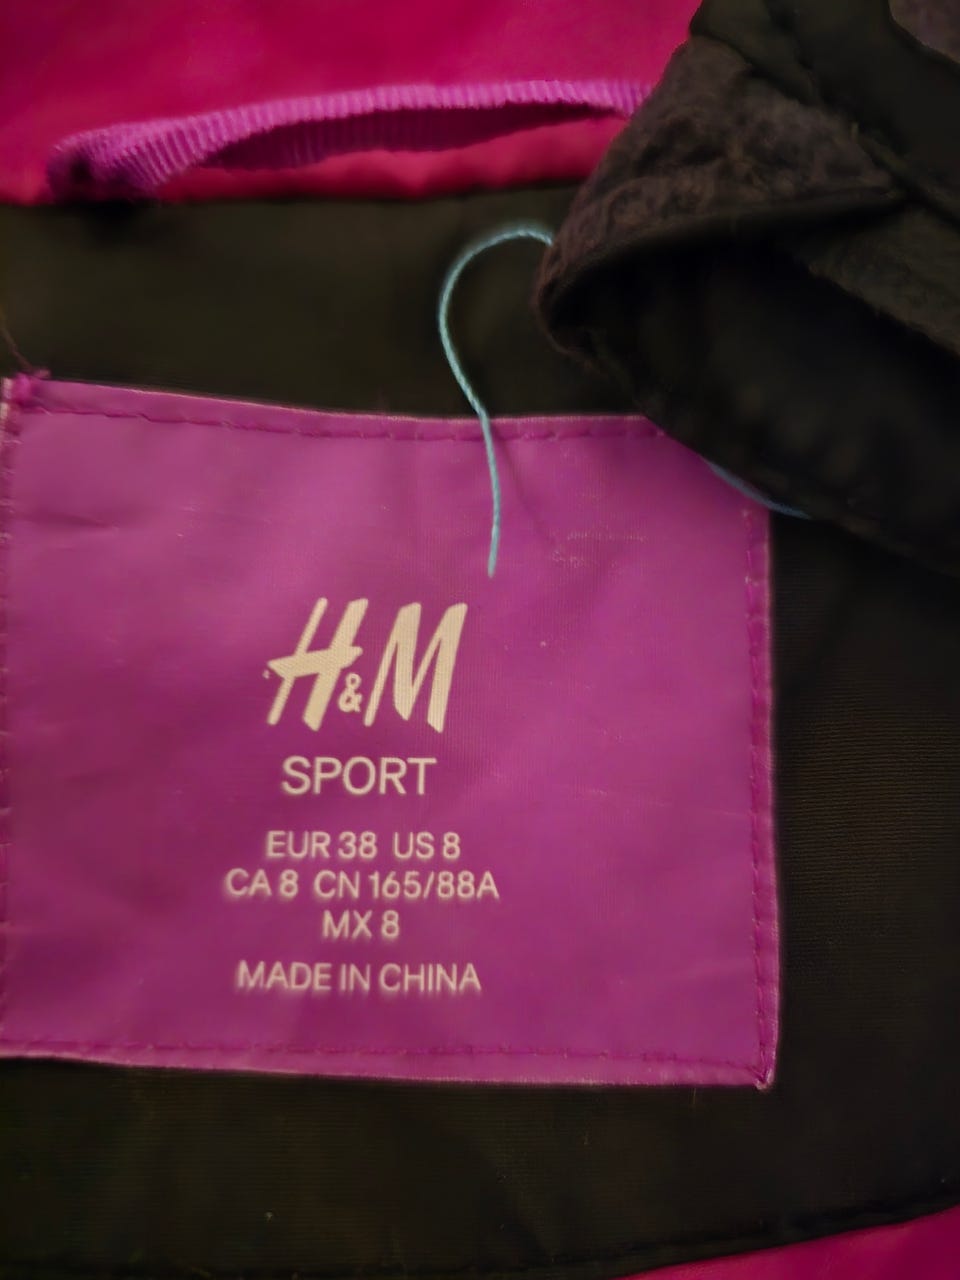 H&M
SPORT
EUR 38 US 8
CA 8 CN 165/88A
MX 8
MADE IN CHINA